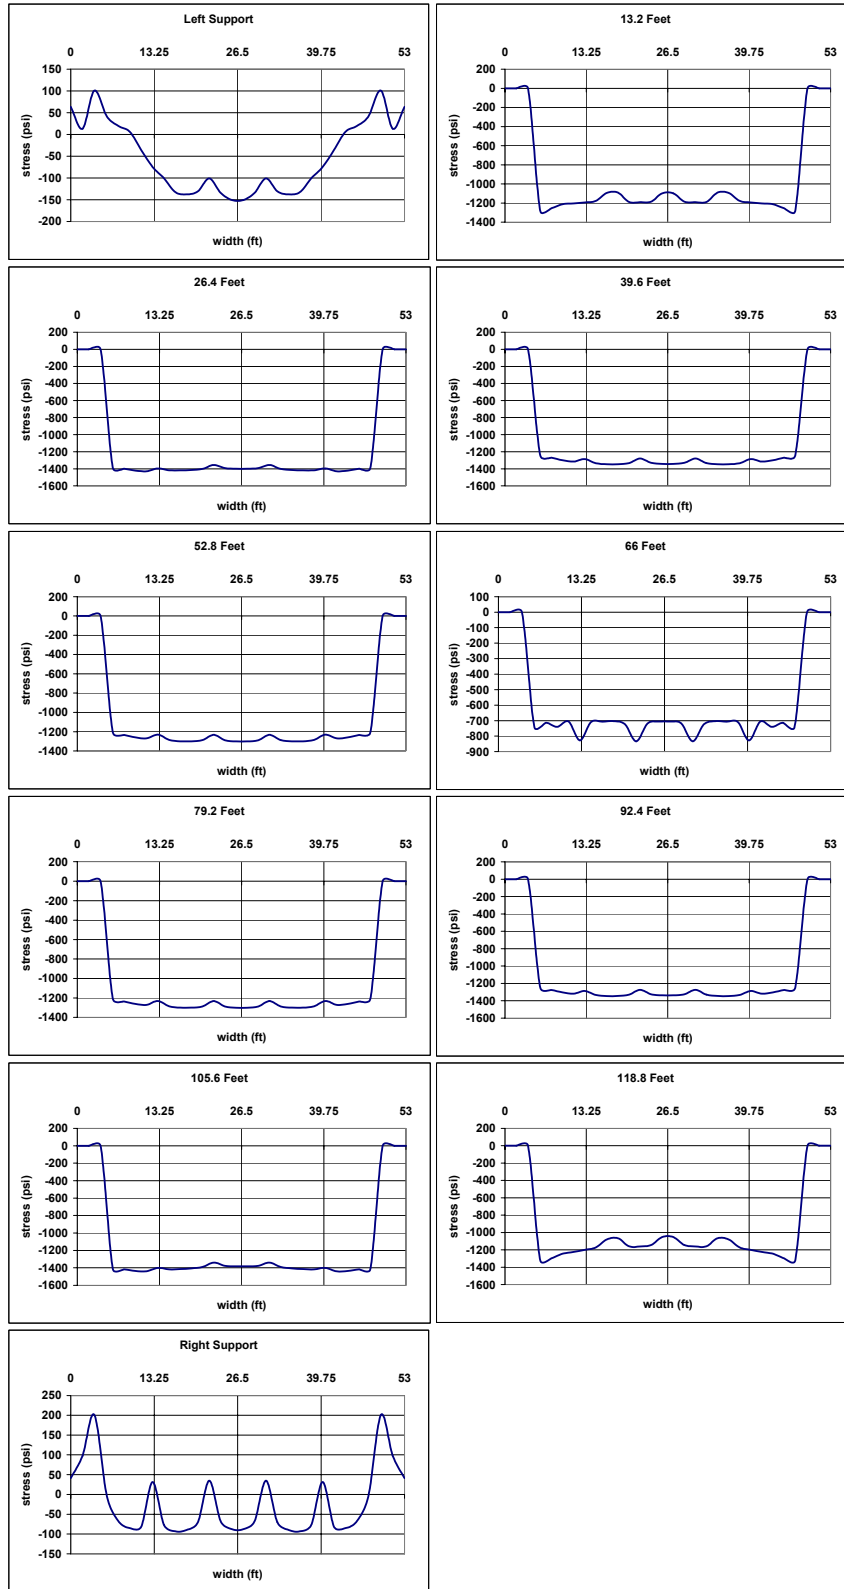 Left Support
0 13.25 26.5 39.75 53
150
100
50
0
-50
-100
-150
-200
stress (psi)
width (ft)
13.2 Feet
0 13.25 26.5 39.75 53
200
0
-200
-400
-600
-800
-1000
-1200
-1400
stress (psi)
width (ft)
26.4 Feet
0 13.25 26.5 39.75 53
200
0
-200
-400
-600
-800
-1000
-1200
-1400
-1600
stress (psi)
width (ft)
39.6 Feet
0 13.25 26.5 39.75 53
200
0
-200
-400
-600
-800
-1000
-1200
-1400
-1600
stress (psi)
width (ft)
52.8 Feet
0 13.25 26.5 39.75 53
200
0
-200
-400
-600
-800
-1000
-1200
-1400
stress (psi)
width (ft)
66 Feet
0 13.25 26.5 39.75 53
100
0
-100
-200
-300
-400
-500
-600
-700
-800
-900
stress (psi)
width (ft)
79.2 Feet
0 13.25 26.5 39.75 53
200
0
-200
-400
-600
-800
-1000
-1200
-1400
stress (psi)
width (ft)
92.4 Feet
0 13.25 26.5 39.75 53
200
0
-200
-400
-600
-800
-1000
-1200
-1400
-1600
stress (psi)
width (ft)
105.6 Feet
0 13.25 26.5 39.75 53
200
0
-200
-400
-600
-800
-1000
-1200
-1400
-1600
stress (psi)
width (ft)
118.8 Feet
0 13.25 26.5 39.75 53
200
0
-200
-400
-600
-800
-1000
-1200
-1400
-1600
stress (psi)
width (ft)
Right Support
0 13.25 26.5 39.75 53
250
200
150
100
50
0
-50
-100
-150
stress (psi)
width (ft)